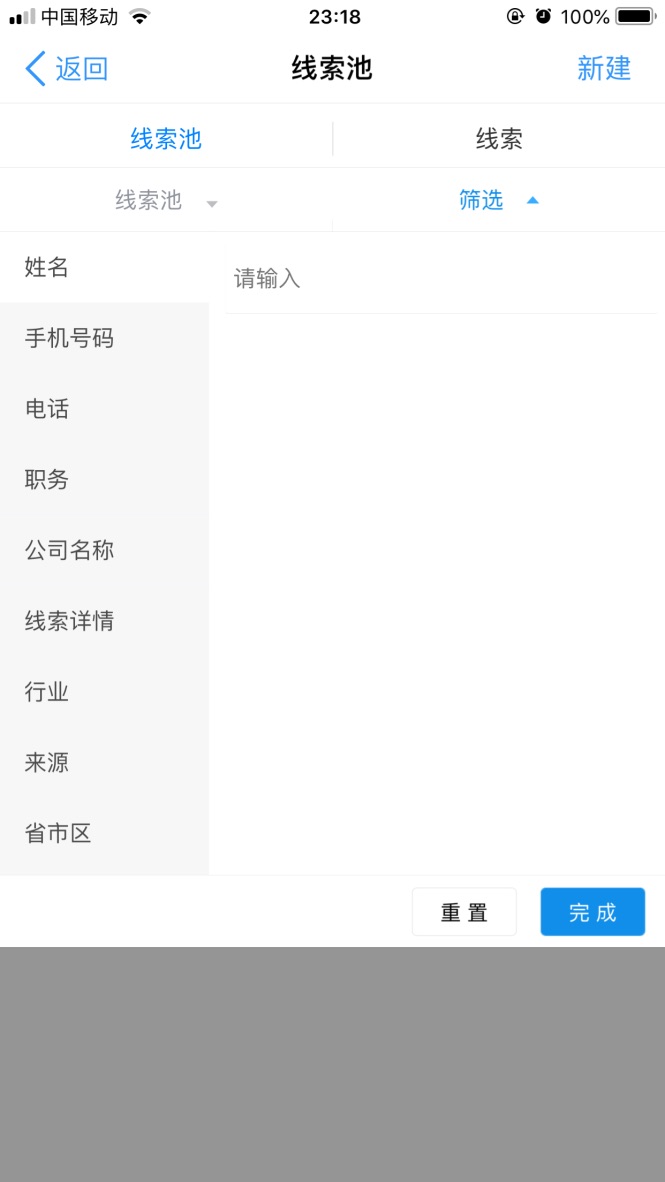 中国移动 23:18 100%
返回 线索池 新建
线索池 线索
线索池 筛选
姓名 请输入
手机号码
电话
职务
公司名称
线索详情
行业
来源
省市区
重置 完成